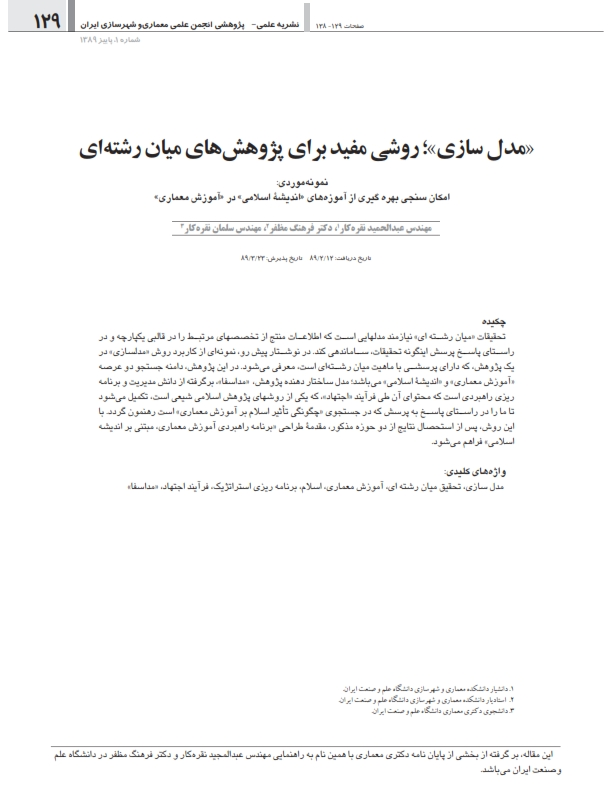 ۱۲۹ نشریه علمی- پژوهشی انجمن علمی معماری و شهرسازی ایران صفحات ۱۲۹- ۱۳۸
شماره ۱، پاییز ۱۳۸۹
«مدل سازی»؛ روشی مفید برای پژوهش‌های میان رشته‌ای
نمونه‌موردی:
امکان سنجی بهره گیری از آموزه‌های «اندیشۀ اسلامی» در «آموزش معماری»
مهندس عبدالحمید نقره‌کار۱، دکتر فرهنگ مظفر۲، مهندس سلمان نقره‌کار۳
تاریخ دریافت: ۸۹/۲/۱۲ تاریخ پذیرش: ۸۹/۳/۲۳
چکیده
تحقیقات «میان رشته ای» نیازمند مدلهایی است که اطلاعات منتج از تخصصهای مرتبط را در قالبی یکپارچه و در
راستای پاسخ پرسش اینگونه تحقیقات، ساماندهی کند. در نوشتار پیش رو، نمونه‌ای از کاربرد روش «مدلسازی» در
یک پژوهش، که دارای پرسشی با ماهیت میان رشته‌ای است، معرفی می‌شود. در این پژوهش، دامنه جستجو دو عرصه
«آموزش معماری» و «اندیشۀ اسلامی» می‌باشد؛ مدل ساختار دهنده پژوهش، «مداسفا»، برگرفته از دانش مدیریت و برنامه
ریزی راهبردی است که محتوای آن طی فرآیند «اجتهاد»، که یکی از روشهای پژوهش اسلامی شیعی است، تکمیل می‌شود
تا ما را در راستای پاسخ به پرسش که در جستجوی «چگونگی تأثیر اسلام بر آموزش معماری» است رهنمون گردد. با
این روش، پس از استحصال نتایج از دو حوزه مذکور، مقدمۀ طراحی «برنامه راهبردی آموزش معماری، مبتنی بر اندیشه
اسلامی» فراهم می‌شود.
واژه‌های کلیدی:
مدل سازی، تحقیق میان رشته ای، آموزش معماری، اسلام، برنامه ریزی استراتژیک، فرآیند اجتهاد، «مداسفا»
۱. دانشیار دانشکده معماری و شهرسازی دانشگاه علم و صنعت ایران.
۲. استادیار دانشکده معماری و شهرسازی دانشگاه علم و صنعت ایران.
۳. دانشجوی دکتری معماری دانشگاه علم و صنعت ایران.
این مقاله، بر گرفته از بخشی از پایان نامه دکتری معماری با همین نام به راهنمایی مهندس عبدالمجید نقره‌کار و دکتر فرهنگ مظفر در دانشگاه علم
و صنعت ایران می‌باشد.